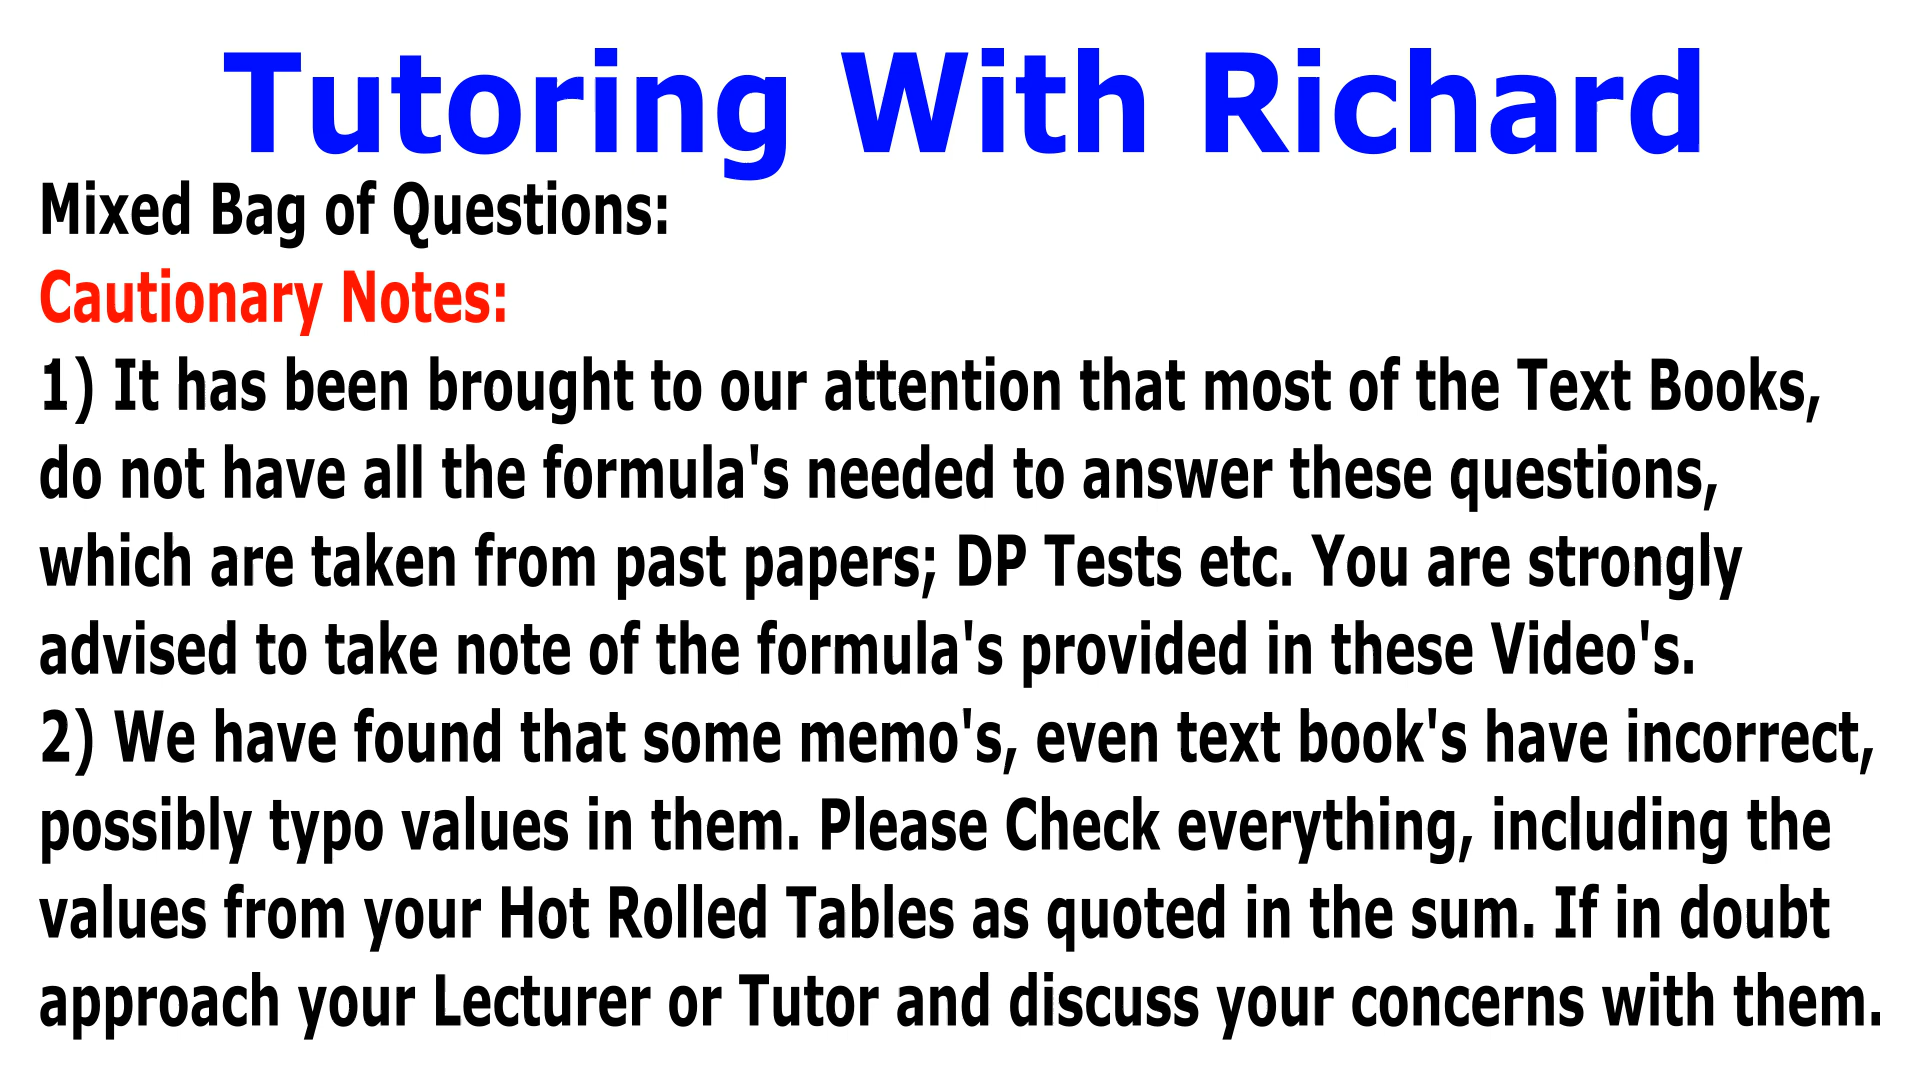 Tutoring With Richard
Mixed Bag of Questions:
Cautionary Notes:
1) It has been brought to our attention that most of the Text Books,
do not have all the formula's needed to answer these questions,
which are taken from past papers; DP Tests etc. You are strongly
advised to take note of the formula's provided in these Video's.
2) We have found that some memo's, even text book's have incorrect,
possibly typo values in them. Please Check everything, including the
values from your Hot Rolled Tables as quoted in the sum. If in doubt
approach your Lecturer or Tutor and discuss your concerns with them.